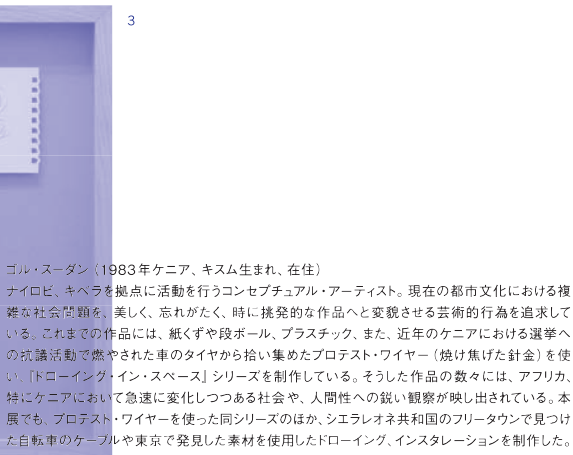 3
ゴル・スーダン（1983年ケニア、キスム生まれ、在住）
ナイロビ、キベラを拠点に活動を行うコンセプチュアル・アーティスト。現在の都市文化における複
雑な社会問題を、美しく、忘れがたく、時に挑発的な作品へと変貌させる芸術的行為を追求して
いる。これまでの作品には、紙くずや段ボール、プラスチック、また、近年のケニアにおける選挙へ
の抗議活動で燃やされた車のタイヤから拾い集めたプロテスト・ワイヤー（焼け焦げた針金）を使
い、『ドローイング・イン・スペース』シリーズを制作している。そうした作品の数々には、アフリカ、
特にケニアにおいて急速に変化しつつある社会や、人間性への鋭い観察が映し出されている。本
展でも、プロテスト・ワイヤーを使った同シリーズのほか、シエラレオネ共和国のフリータウンで見つけ
た自転車のケーブルや東京で発見した素材を使用したドローイング、インスタレーションを制作した。